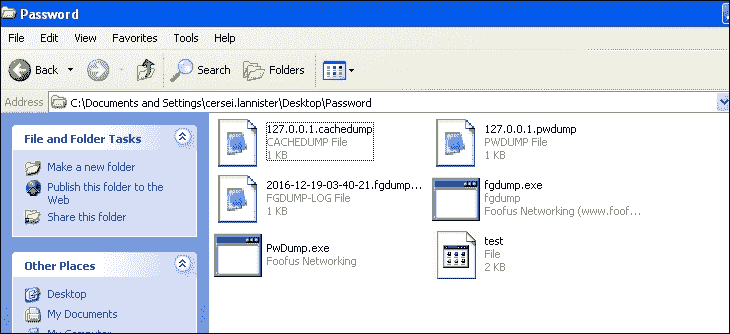 Password
File Edit View Favorites Tools Help
Back Search Folders
Address C:\Documents and Settings\cersei.lannister\Desktop\Password
File and Folder Tasks
Make a new folder
Publish this folder to the
Web
Share this folder
Other Places
Desktop
My Documents
My Computer
127.0.0.1.cachedump
CACHEDUMP File
1 KB
127.0.0.1.pwdump
PWDUMP File
1 KB
2016-12-19-03-40-21.fgdump...
FGDUMP-LOG File
1 KB
fgdump.exe
fgdump
Foofus Networking (www.foof...
PwDump.exe
Foofus Networking
test
File
2 KB